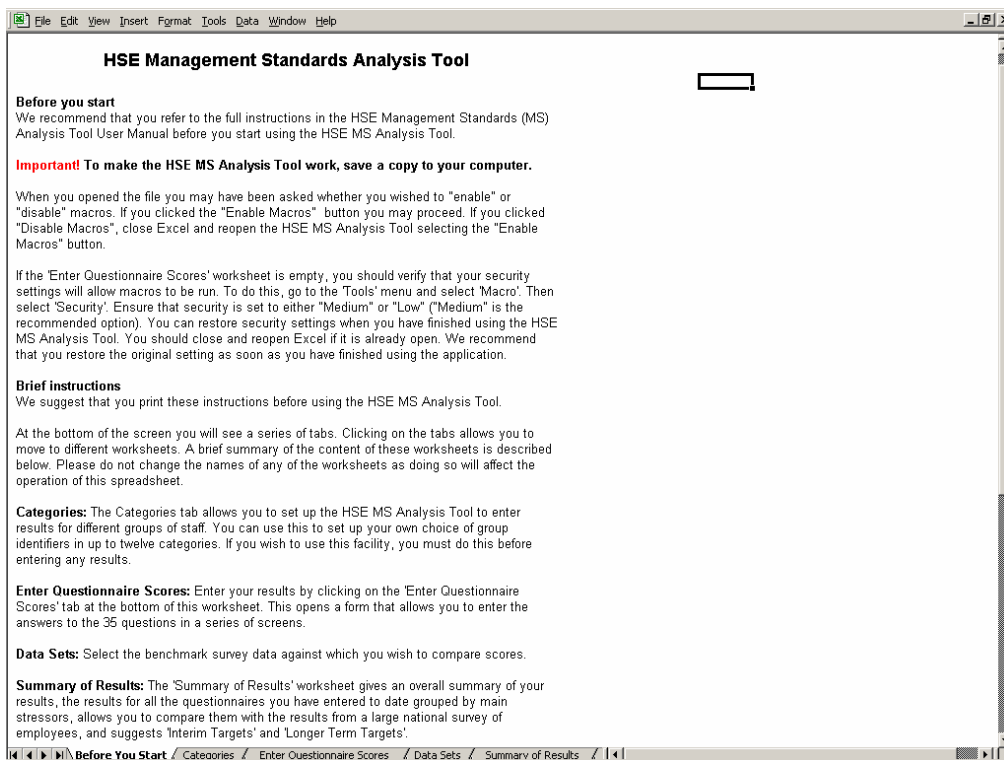 File Edit View Insert Format Tools Data Window Help
HSE Management Standards Analysis Tool
Before you start
We recommend that you refer to the full instructions in the HSE Management Standards (MS)
Analysis Tool User Manual before you start using the HSE MS Analysis Tool.
Important! To make the HSE MS Analysis Tool work, save a copy to your computer.
When you opened the file you may have been asked whether you wished to "enable" or
"disable" macros. If you clicked the "Enable Macros"  button you may proceed. If you clicked
"Disable Macros", close Excel and reopen the HSE MS Analysis Tool selecting the "Enable
Macros" button.
If the 'Enter Questionnaire Scores' worksheet is empty, you should verify that your security
settings will allow macros to be run. To do this, go to the 'Tools' menu and select 'Macro'. Then
select 'Security'. Ensure that security is set to either "Medium" or "Low" ("Medium" is the
recommended option). You can restore security settings when you have finished using the HSE
MS Analysis Tool. You should close and reopen Excel if it is already open. We recommend
that you restore the original setting as soon as you have finished using the application.
Brief instructions
We suggest that you print these instructions before using the HSE MS Analysis Tool.
At the bottom of the screen you will see a series of tabs. Clicking on the tabs allows you to
move to different worksheets. A brief summary of the content of these worksheets is described
below. Please do not change the names of any of the worksheets as doing so will affect the
operation of this spreadsheet.
Categories: The Categories tab allows you to set up the HSE MS Analysis Tool to enter
results for different groups of staff. You can use this to set up your own choice of group
identifiers in up to twelve categories. If you wish to use this facility, you must do this before
entering any results.
Enter Questionnaire Scores: Enter your results by clicking on the 'Enter Questionnaire
Scores' tab at the bottom of this worksheet. This opens a form that allows you to enter the
answers to the 35 questions in a series of screens.
Data Sets: Select the benchmark survey data against which you wish to compare scores.
Summary of Results: The 'Summary of Results' worksheet gives an overall summary of your
results, the results for all the questionnaires you have entered to date grouped by main
stressors, allows you to compare them with the results from a large national survey of
employees, and suggests 'Interim Targets' and 'Longer Term Targets'.
Before You Start / Categories / Enter Questionnaire Scores / Data Sets / Summary of Results /